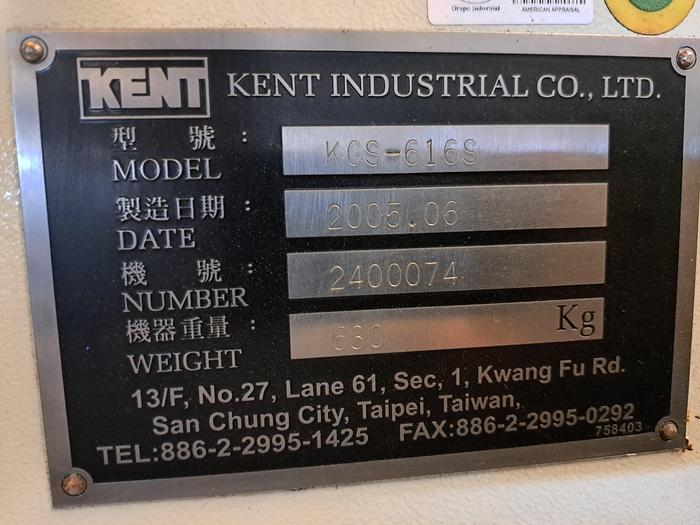 Orapi Industrial
AMERICAN APPRAISAL
KENT KENT INDUSTRIAL CO., LTD.
型 號 : KGS-616S
MODEL
製造日期 : 2005.06
DATE
機 號 : 2400074
NUMBER
機器重量 : 630 Kg
WEIGHT
13/F, No.27, Lane 61, Sec, 1, Kwang Fu Rd.
San Chung City, Taipei, Taiwan,
TEL:886-2-2995-1425 FAX:886-2-2995-0292
758403